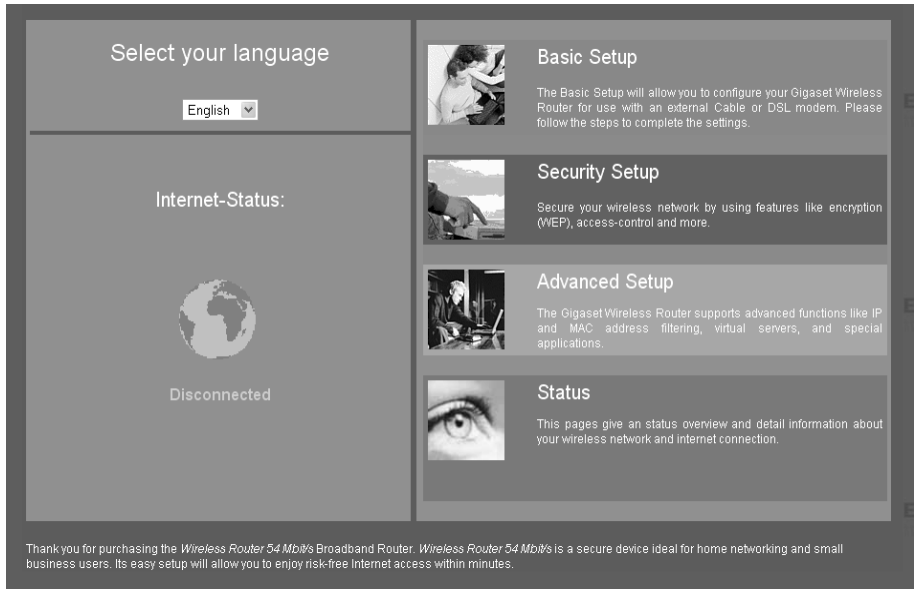 Select your language
English
Internet-Status:
Disconnected
Basic Setup
The Basic Setup will allow you to configure your Gigaset Wireless
Router for use with an external Cable or DSL modem. Please
follow the steps to complete the settings.
Security Setup
Secure your wireless network by using features like encryption
(WEP), access-control and more.
Advanced Setup
The Gigaset Wireless Router supports advanced functions like IP
and MAC address filtering, virtual servers, and special
applications.
Status
This pages give an status overview and detail information about
your wireless network and internet connection.
Thank you for purchasing the Wireless Router 54 Mbit/s Broadband Router. Wireless Router 54 Mbit/s is a secure device ideal for home networking and small
business users. Its easy setup will allow you to enjoy risk-free Internet access within minutes.